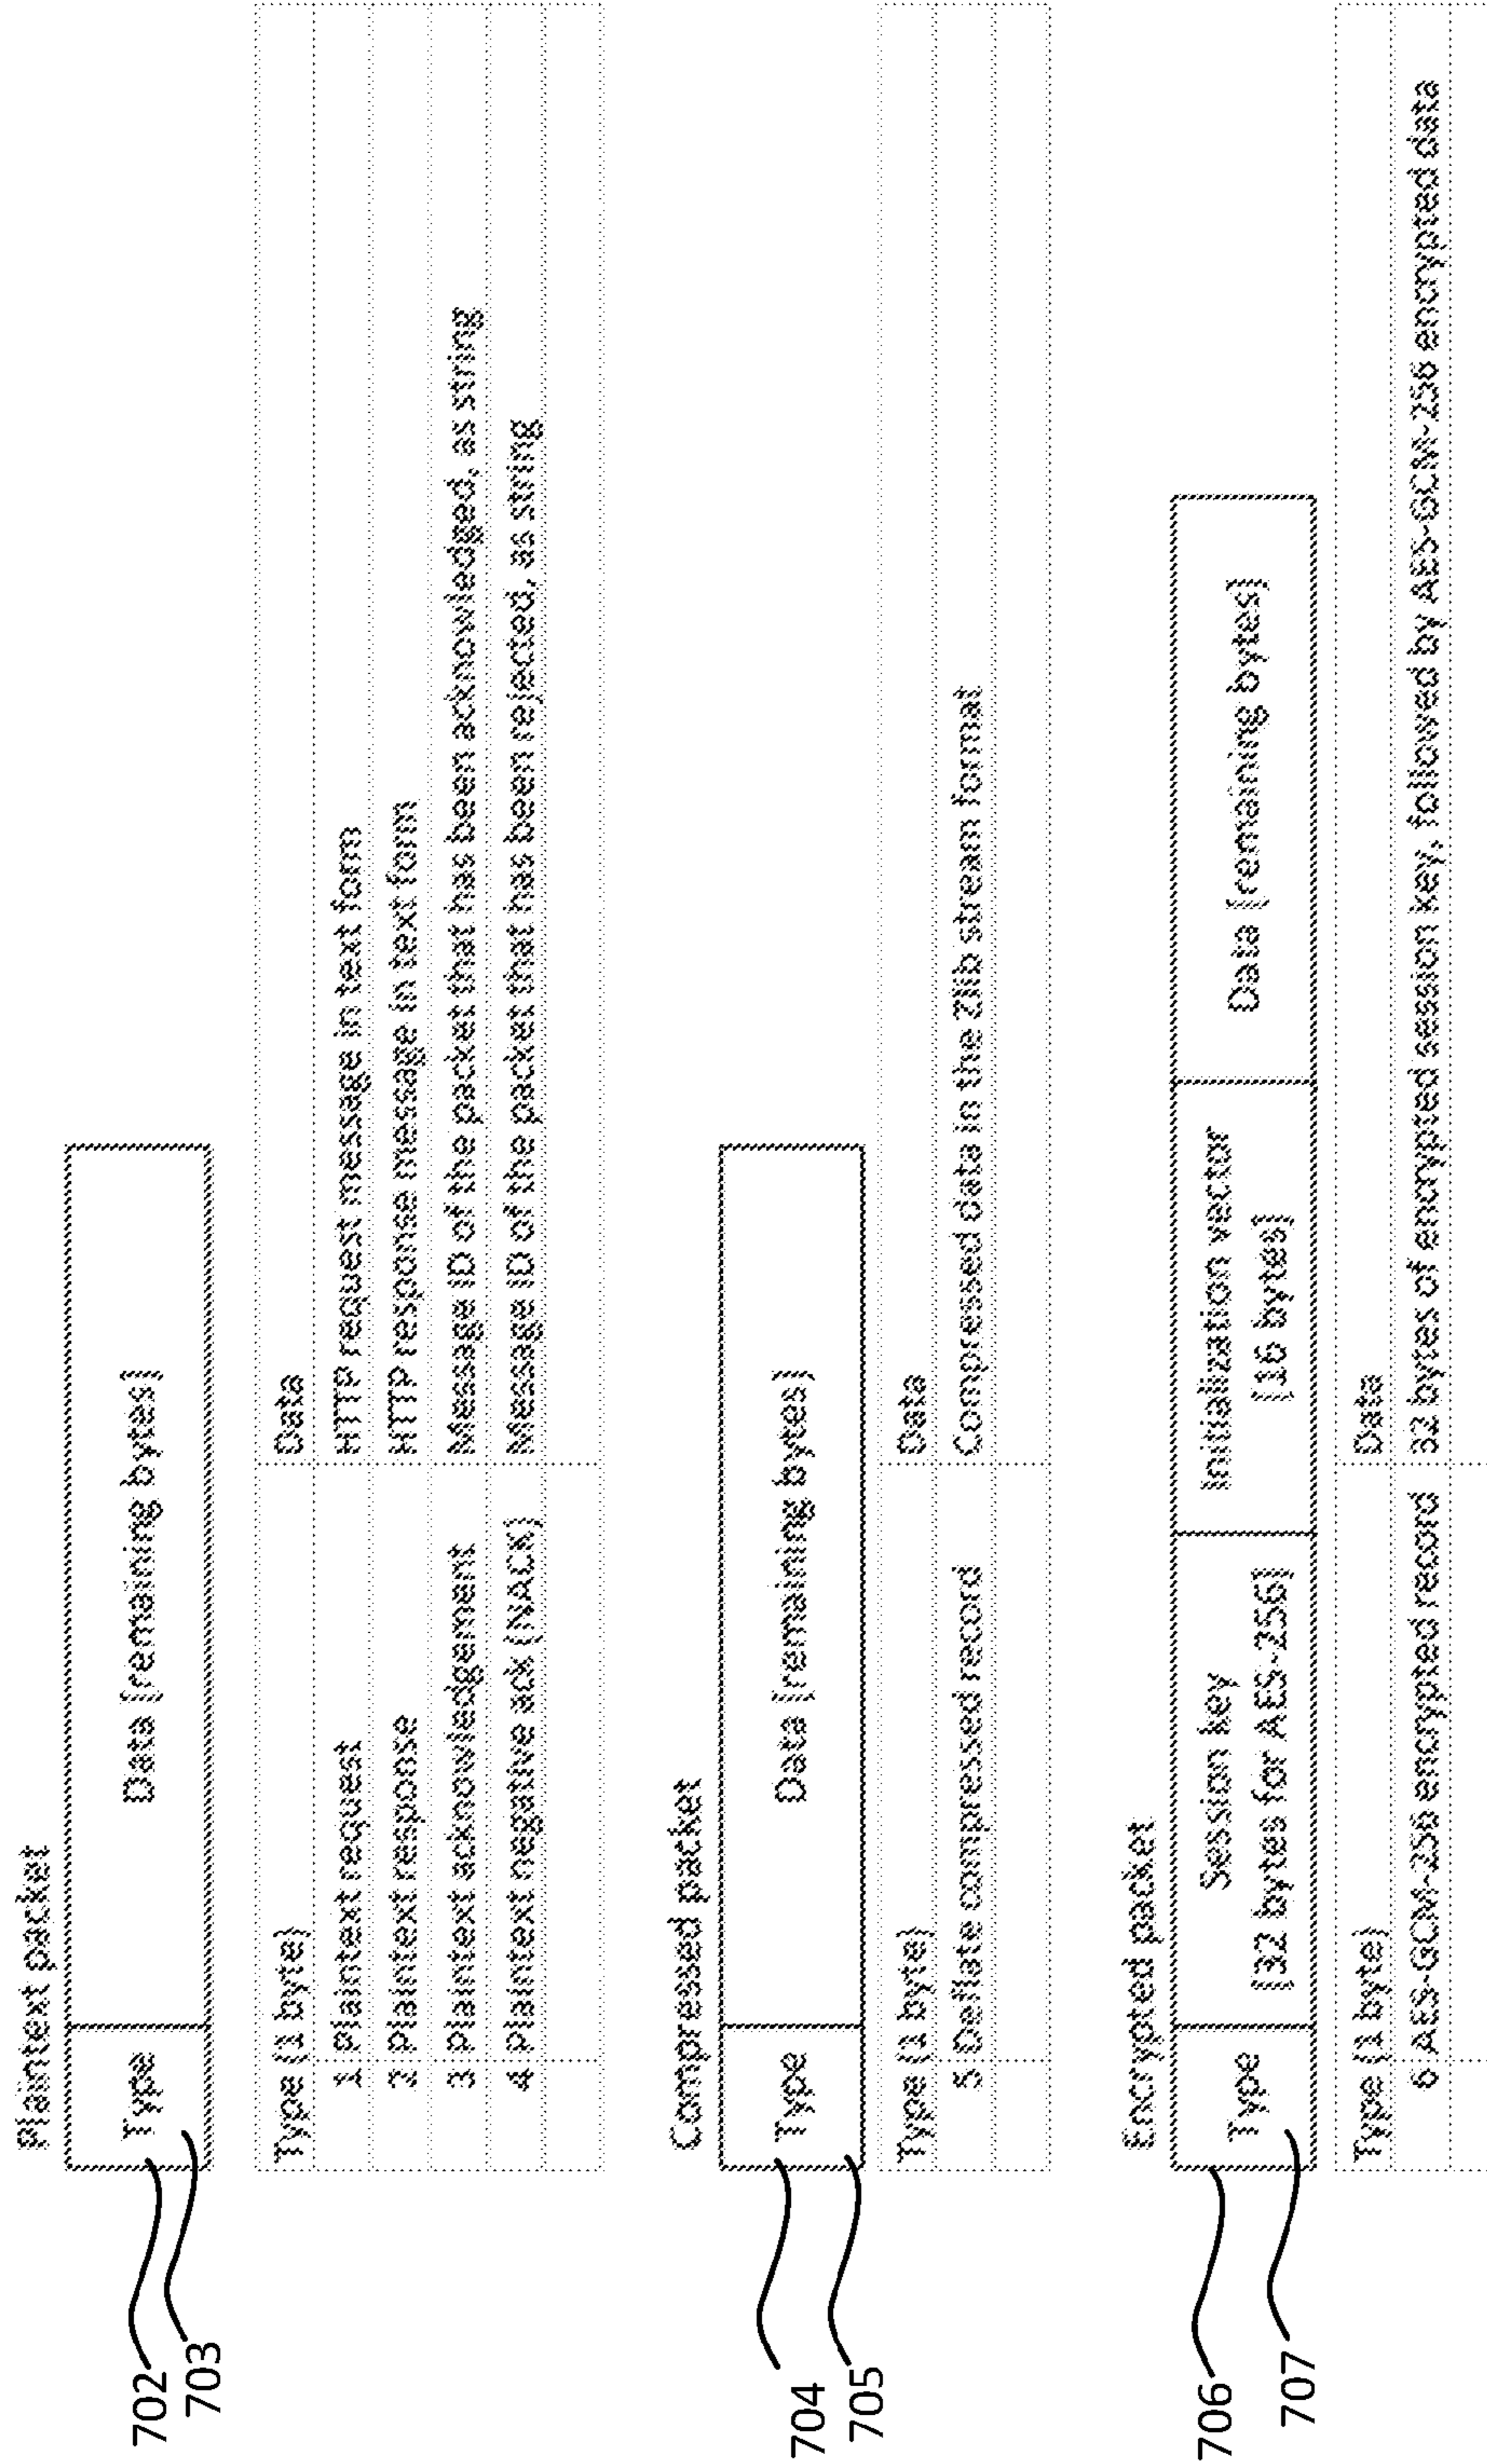 Plaintext packet
702
703
Type
Data [remaining bytes]
Type (1 byte) Data
1 Plaintext request HTTP request message in text form
2 Plaintext response HTTP response message in text form
3 Plaintext acknowledgement Message ID of the packet that has been acknowledged, as string
4 Plaintext negative ack (NACK) Message ID of the packet that has been rejected, as string
Compressed packet
704
705
Type
Data [remaining bytes]
Type (1 byte) Data
5 Deflate compressed record Compressed data in the Zlib stream format
Encrypted packet
706
707
Type
Session key
[32 bytes for AES-256]
Initialization vector
[16 bytes]
Data [remaining bytes]
Type (1 byte) Data
6 AES-GCM-256 encrypted record 32 bytes of encrypted session key, followed by AES-GCM-256 encrypted data